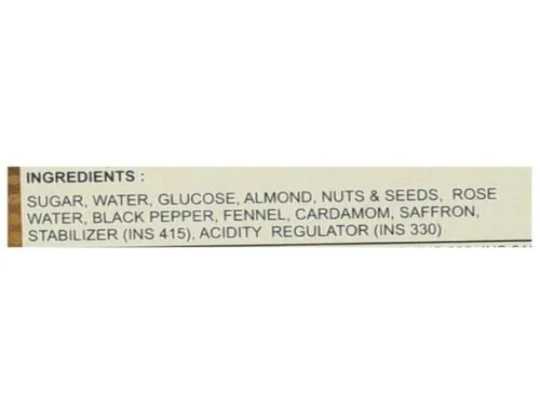 INGREDIENTS :
SUGAR, WATER, GLUCOSE, ALMOND, NUTS & SEEDS, ROSE
WATER, BLACK PEPPER, FENNEL, CARDAMOM, SAFFRON,
STABILIZER (INS 415), ACIDITY REGULATOR (INS 330)